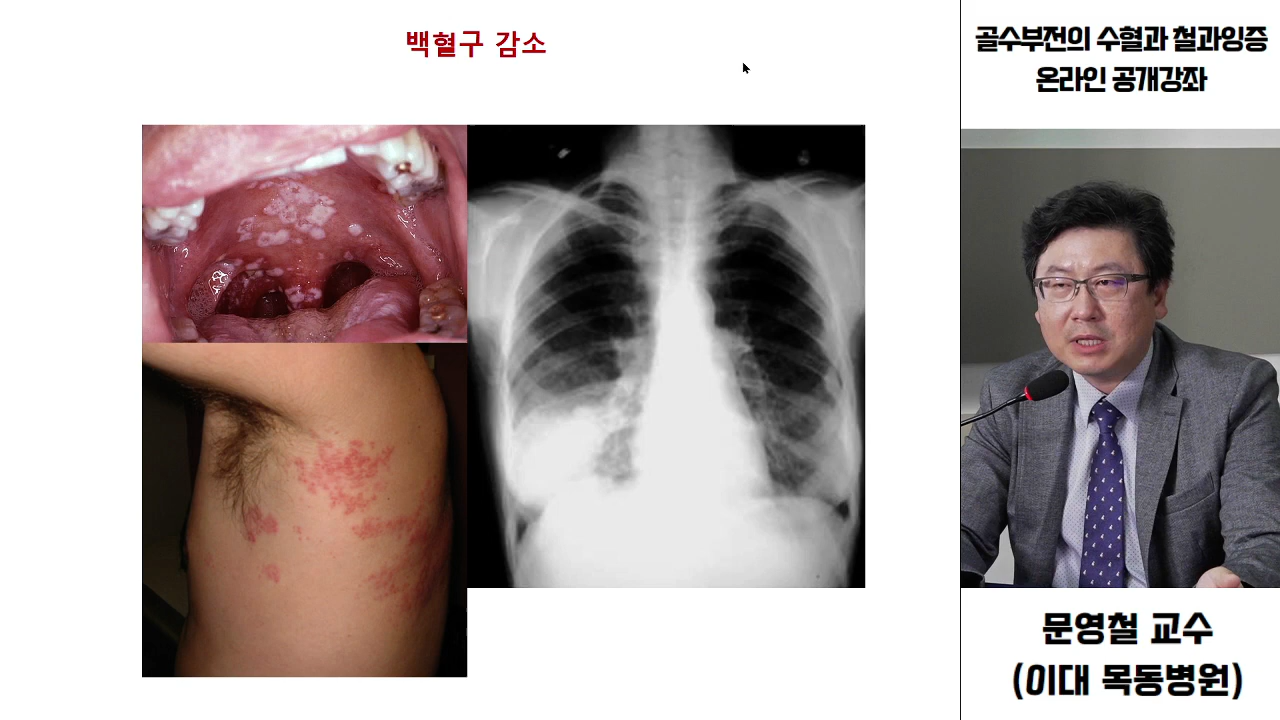 백혈구 감소
골수부전의 수혈과 철과잉증
온라인 공개강좌
문영철 교수
(이대 목동병원)